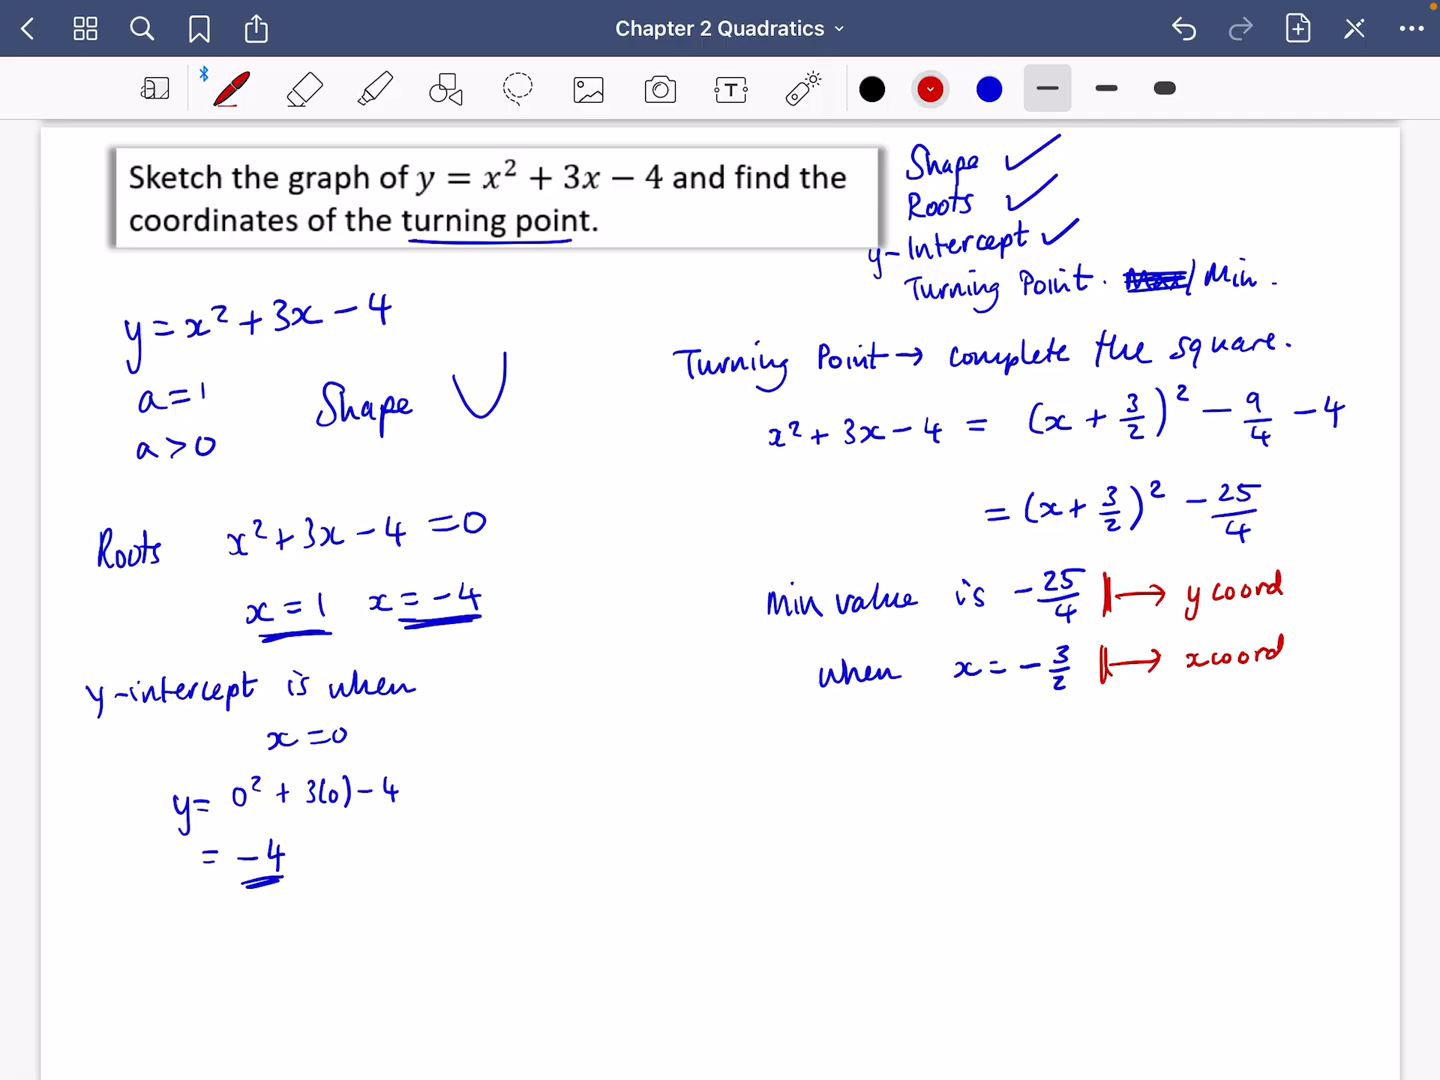 Chapter 2 Quadratics
Sketch the graph of y = x² + 3x − 4 and find the
coordinates of the turning point.
Shape ✓
Roots ✓
y-Intercept ✓
Turning Point. / Min.
y = x² + 3x − 4
a = 1
a > 0
Shape
Roots x² + 3x − 4 = 0
x = 1 x = −4
y-intercept is when
x = 0
y = 0² + 3(0) − 4
= −4
Turning Point → complete the square.
x² + 3x − 4 = (x + 3/2)² − 9/4 − 4
= (x + 3/2)² − 25/4
Min value is −25/4 ↦ y coord
when x = −3/2 ↦ x coord